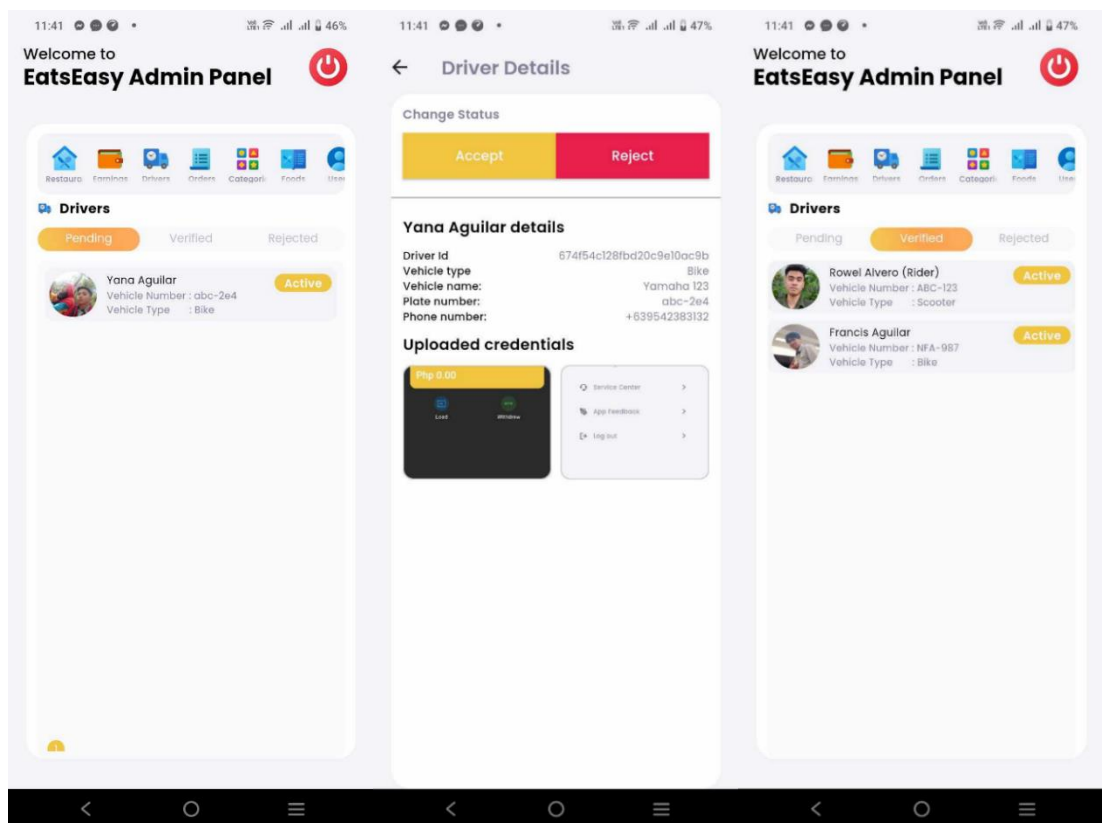 11:41
46%
Welcome to
EatsEasy Admin Panel
Restaura Earnings Drivers Orders Categori Foods User
Drivers
Pending Verified Rejected
Yana Aguilar
Active
Vehicle Number : abc-2e4
Vehicle Type : Bike
11:41
47%
Driver Details
Change Status
Accept Reject
Yana Aguilar details
Driver Id 674f54c128fbd20c9e10ac9b
Vehicle type Bike
Vehicle name: Yamaha 123
Plate number: abc-2e4
Phone number: +639542383132
Uploaded credentials
Php 0.00
Load Withdraw
Service Center
App Feedback
Log out
11:41
47%
Welcome to
EatsEasy Admin Panel
Restaura Earnings Drivers Orders Categori Foods User
Drivers
Pending Verified Rejected
Rowel Alvero (Rider)
Active
Vehicle Number : ABC-123
Vehicle Type : Scooter
Francis Aguilar
Active
Vehicle Number : NFA-987
Vehicle Type : Bike